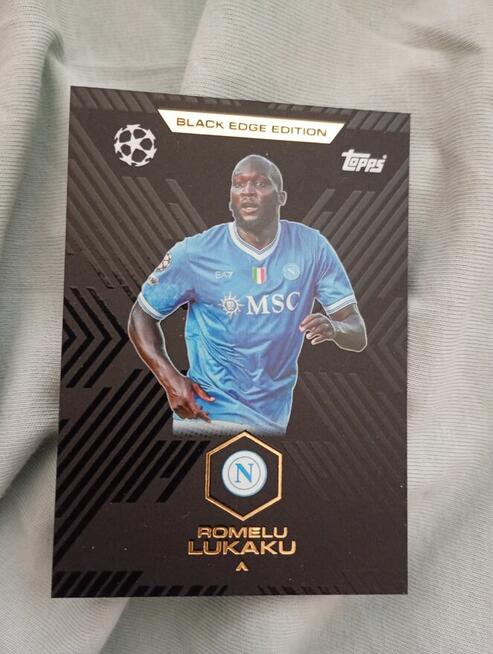 BLACK EDGE EDITION
Topps
EA7
MSC
N
ROMELU
LUKAKU